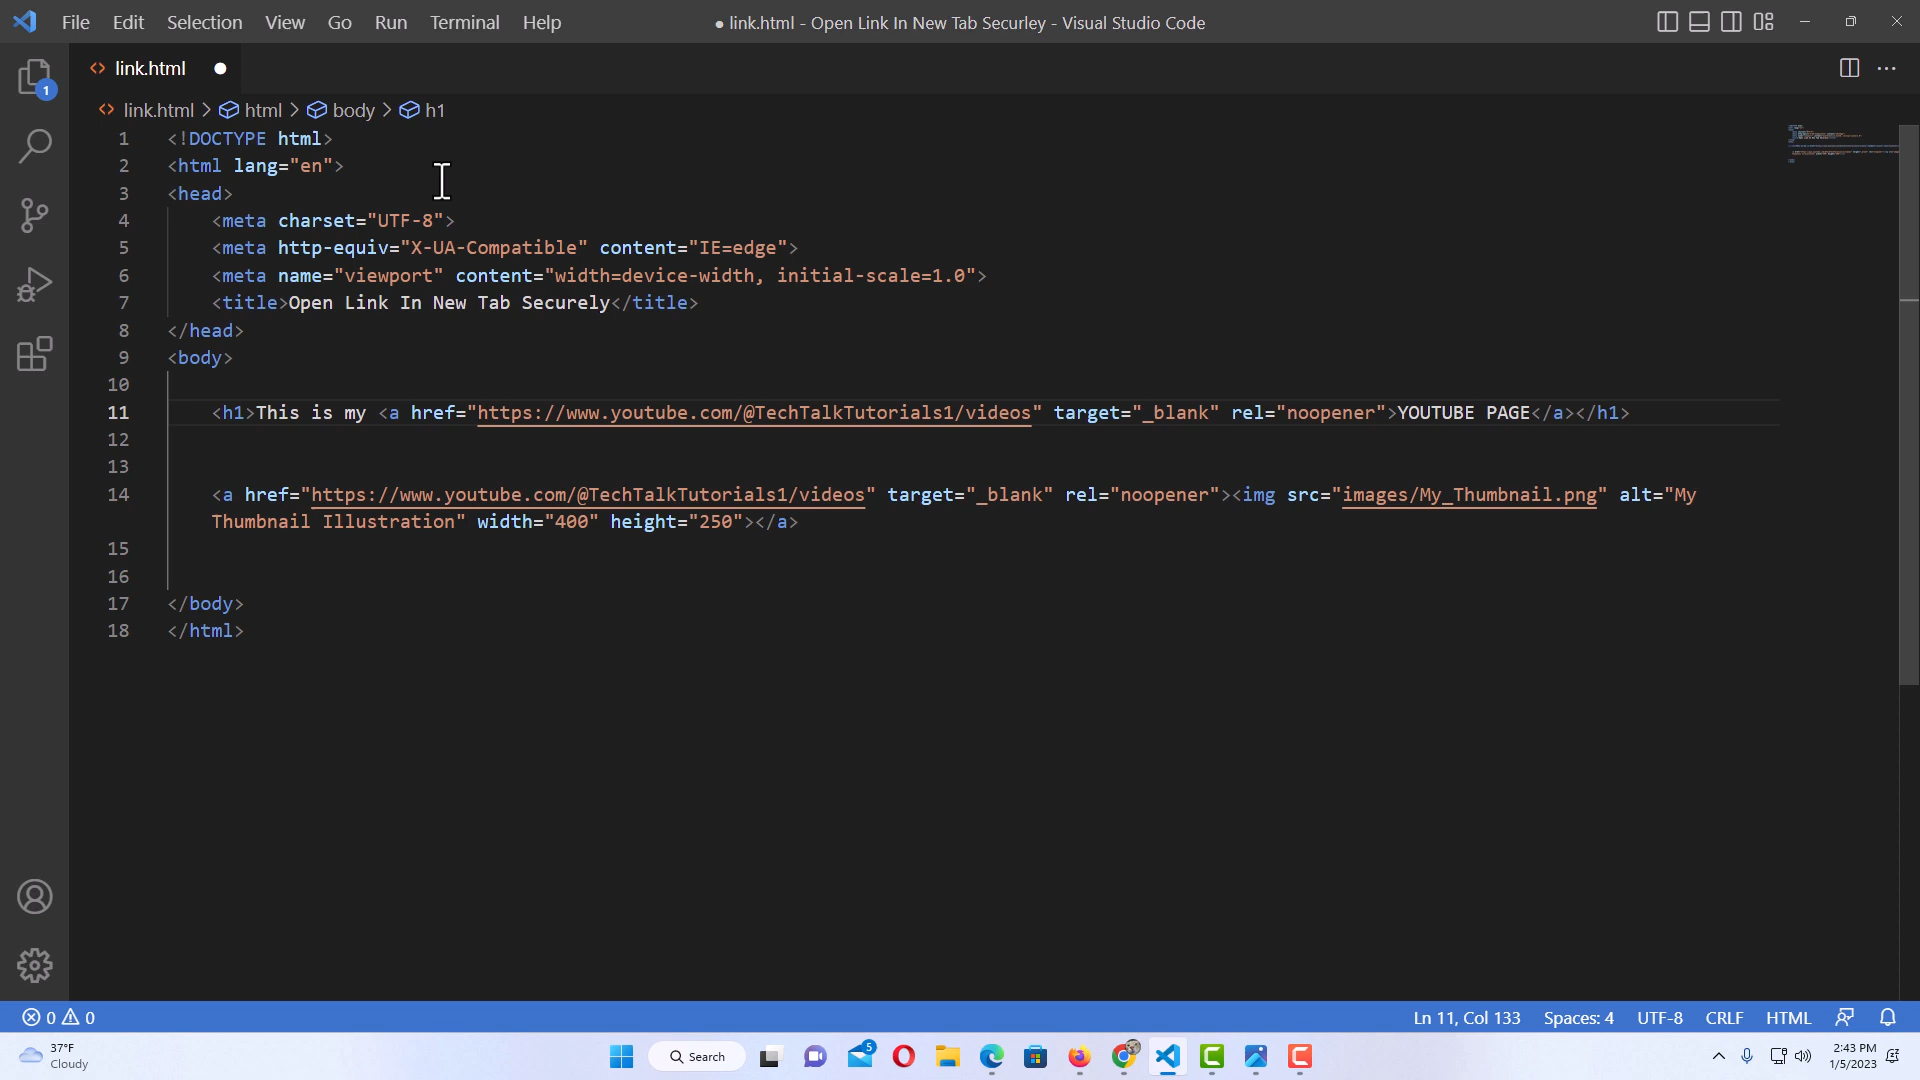 File Edit Selection View Go Run Terminal Help
● link.html - Open Link In New Tab Securley - Visual Studio Code
1
<> link.html ●
<> link.html > html > body > h1
1 <!DOCTYPE html>
2 <html lang="en">
3 <head>
4 <meta charset="UTF-8">
5 <meta http-equiv="X-UA-Compatible" content="IE=edge">
6 <meta name="viewport" content="width=device-width, initial-scale=1.0">
7 <title>Open Link In New Tab Securely</title>
8 </head>
9 <body>
10
11 <h1>This is my <a href="https://www.youtube.com/@TechTalkTutorials1/videos" target="_blank" rel="noopener">YOUTUBE PAGE</a></h1>
12
13
14 <a href="https://www.youtube.com/@TechTalkTutorials1/videos" target="_blank" rel="noopener"><img src="images/My_Thumbnail.png" alt="My
Thumbnail Illustration" width="400" height="250"></a>
15
16
17 </body>
18 </html>
0 0
Ln 11, Col 133 Spaces: 4 UTF-8 CRLF HTML
37°F
Cloudy
Search
5
2:43 PM
1/5/2023